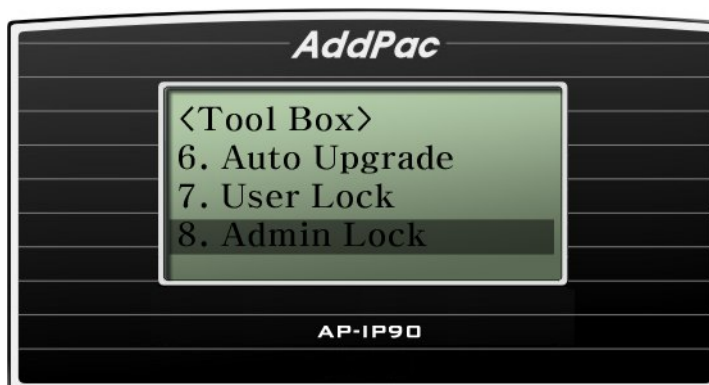 AddPac
<Tool Box>
6. Auto Upgrade
7. User Lock
8. Admin Lock
AP-IP90